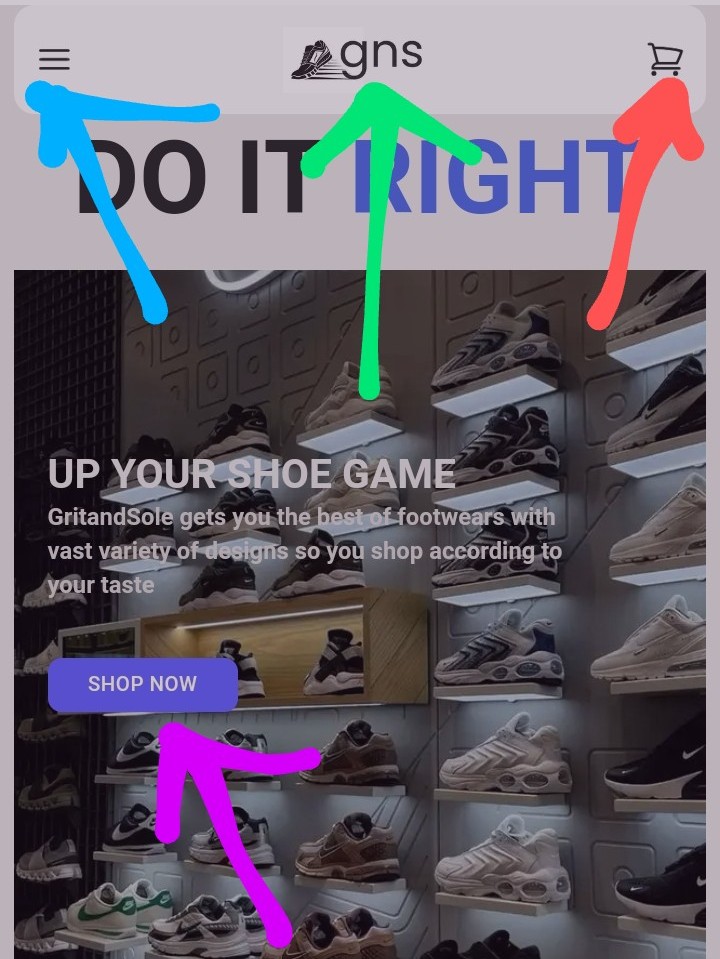 gns
DO IT RIGHT
UP YOUR SHOE GAME
GritandSole gets you the best of footwears with
vast variety of designs so you shop according to
your taste
SHOP NOW